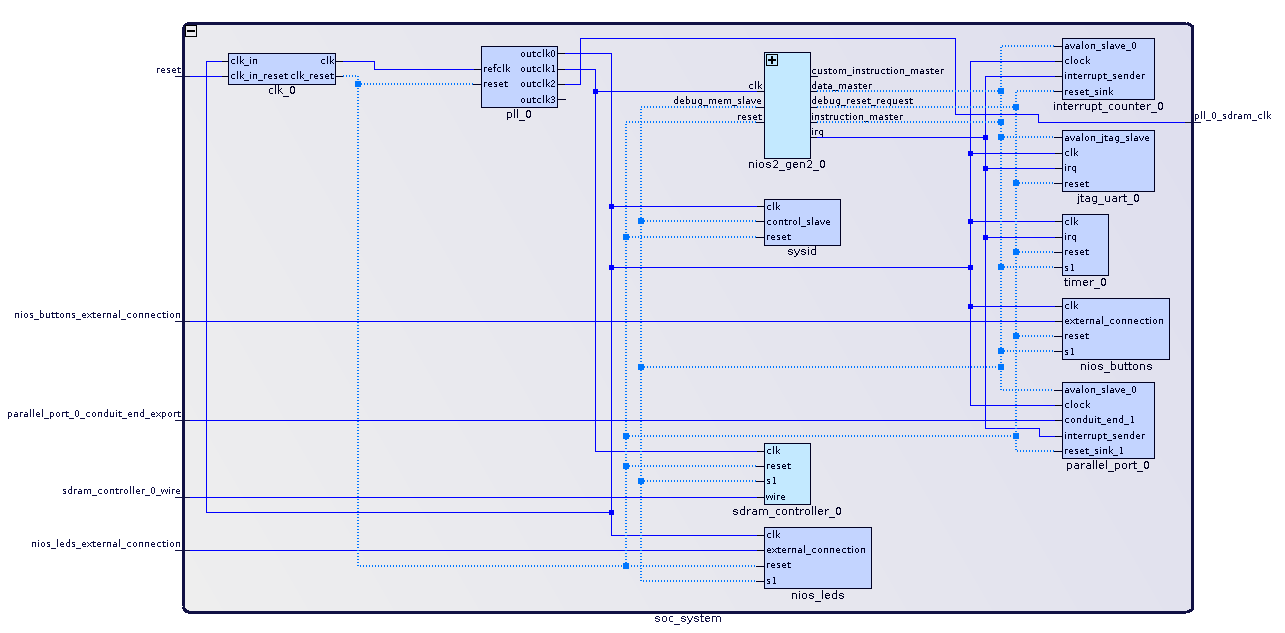 reset
nios_buttons_external_connection
parallel_port_0_conduit_end_export
sdram_controller_0_wire
nios_leds_external_connection
clk_in clk
clk_in_reset clk_reset
clk_0
outclk0
refclk outclk1
reset outclk2
outclk3
pll_0
custom_instruction_master
clk data_master
debug_mem_slave debug_reset_request
reset instruction_master
irq
nios2_gen2_0
clk
control_slave
reset
sysid
clk
reset
s1
wire
sdram_controller_0
clk
external_connection
reset
s1
nios_leds
avalon_slave_0
clock
interrupt_sender
reset_sink
interrupt_counter_0
avalon_jtag_slave
clk
irq
reset
jtag_uart_0
clk
irq
reset
s1
timer_0
clk
external_connection
reset
s1
nios_buttons
avalon_slave_0
clock
conduit_end_1
interrupt_sender
reset_sink_1
parallel_port_0
pll_0_sdram_clk
soc_system